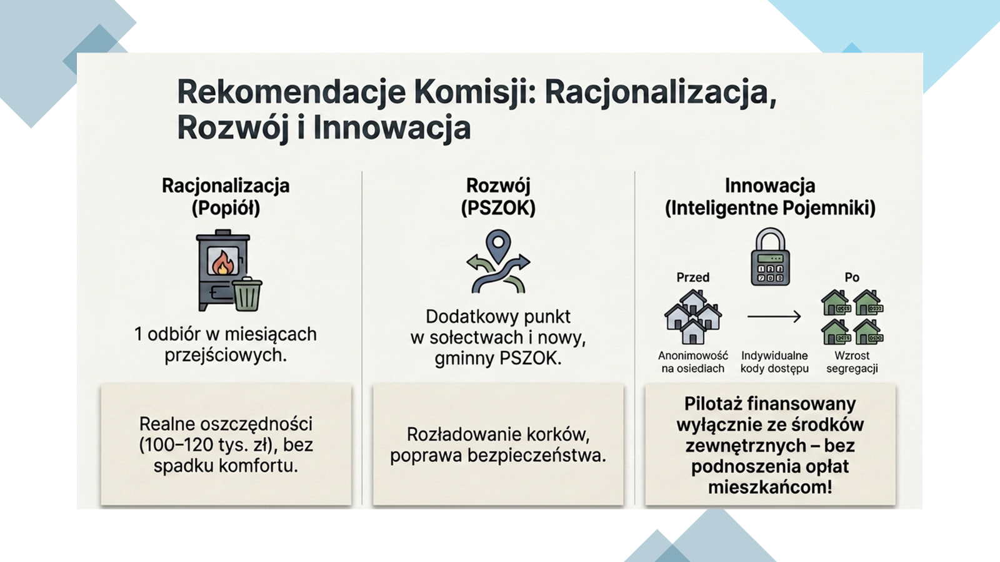 Rekomendacje Komisji: Racjonalizacja,
Rozwój i Innowacja
Racjonalizacja
(Popiół)
1 odbiór w miesiącach
przejściowych.
Realne oszczędności
(100–120 tys. zł), bez
spadku komfortu.
Rozwój
(PSZOK)
Dodatkowy punkt
w sołectwach i nowy,
gminny PSZOK.
Rozładowanie korków,
poprawa bezpieczeństwa.
Innowacja
(Inteligentne Pojemniki)
Przed
Po
Anonimowość
na osiediach
Indywidualne
kody dostępu
Wzrost
segregacji
Pilotaż finansowany
wyłącznie ze środków
zewnętrznych – bez
podnoszenia opłat
mieszkańcom!